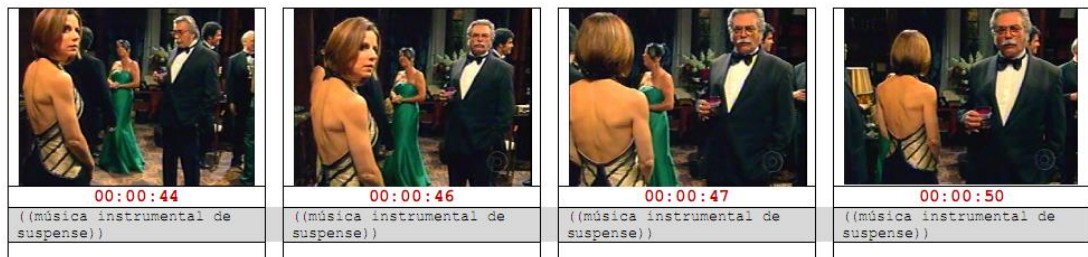 00:00:44
00:00:46
00:00:47
00:00:50
((música instrumental de
suspense))
((música instrumental de
suspense))
((música instrumental de
suspense))
((música instrumental de
suspense))